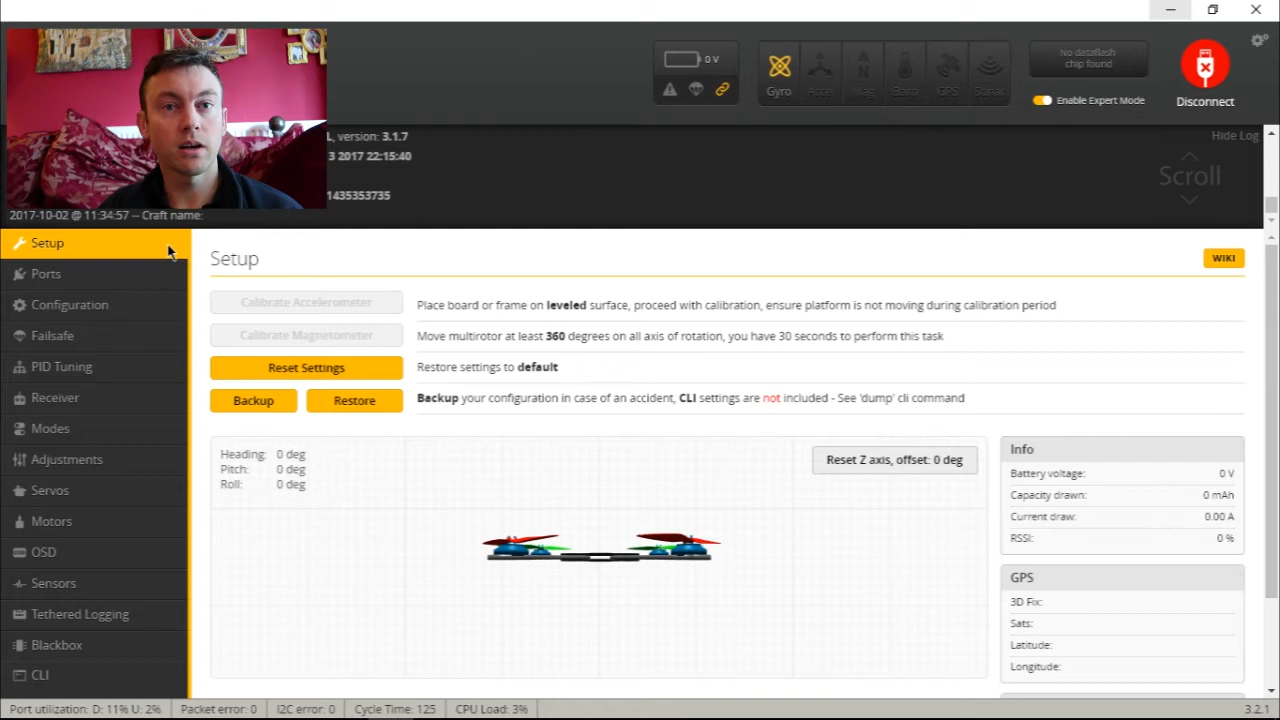 0 V
Gyro
Accel
Mag
Baro
GPS
Sonar
No dataflash
chip found
Enable Expert Mode
Disconnect
L, version: 3.1.7
3 2017 22:15:40
1435353735
2017-10-02 @ 11:34:57 -- Craft name:
Hide Log
Scroll
Setup
Ports
Configuration
Failsafe
PID Tuning
Receiver
Modes
Adjustments
Servos
Motors
OSD
Sensors
Tethered Logging
Blackbox
CLI
Setup
WIKI
Calibrate Accelerometer
Place board or frame on leveled surface, proceed with calibration, ensure platform is not moving during calibration period
Calibrate Magnetometer
Move multirotor at least 360 degrees on all axis of rotation, you have 30 seconds to perform this task
Reset Settings
Restore settings to default
Backup
Restore
Backup your configuration in case of an accident, CLI settings are not included - See 'dump' cli command
Heading: 0 deg
Pitch: 0 deg
Roll: 0 deg
Reset Z axis, offset: 0 deg
Info
Battery voltage: 0 V
Capacity drawn: 0 mAh
Current draw: 0.00 A
RSSI: 0 %
GPS
3D Fix:
Sats:
Latitude:
Longitude:
Port utilization: D: 11% U: 2%
Packet error: 0
I2C error: 0
Cycle Time: 125
CPU Load: 3%
3.2.1